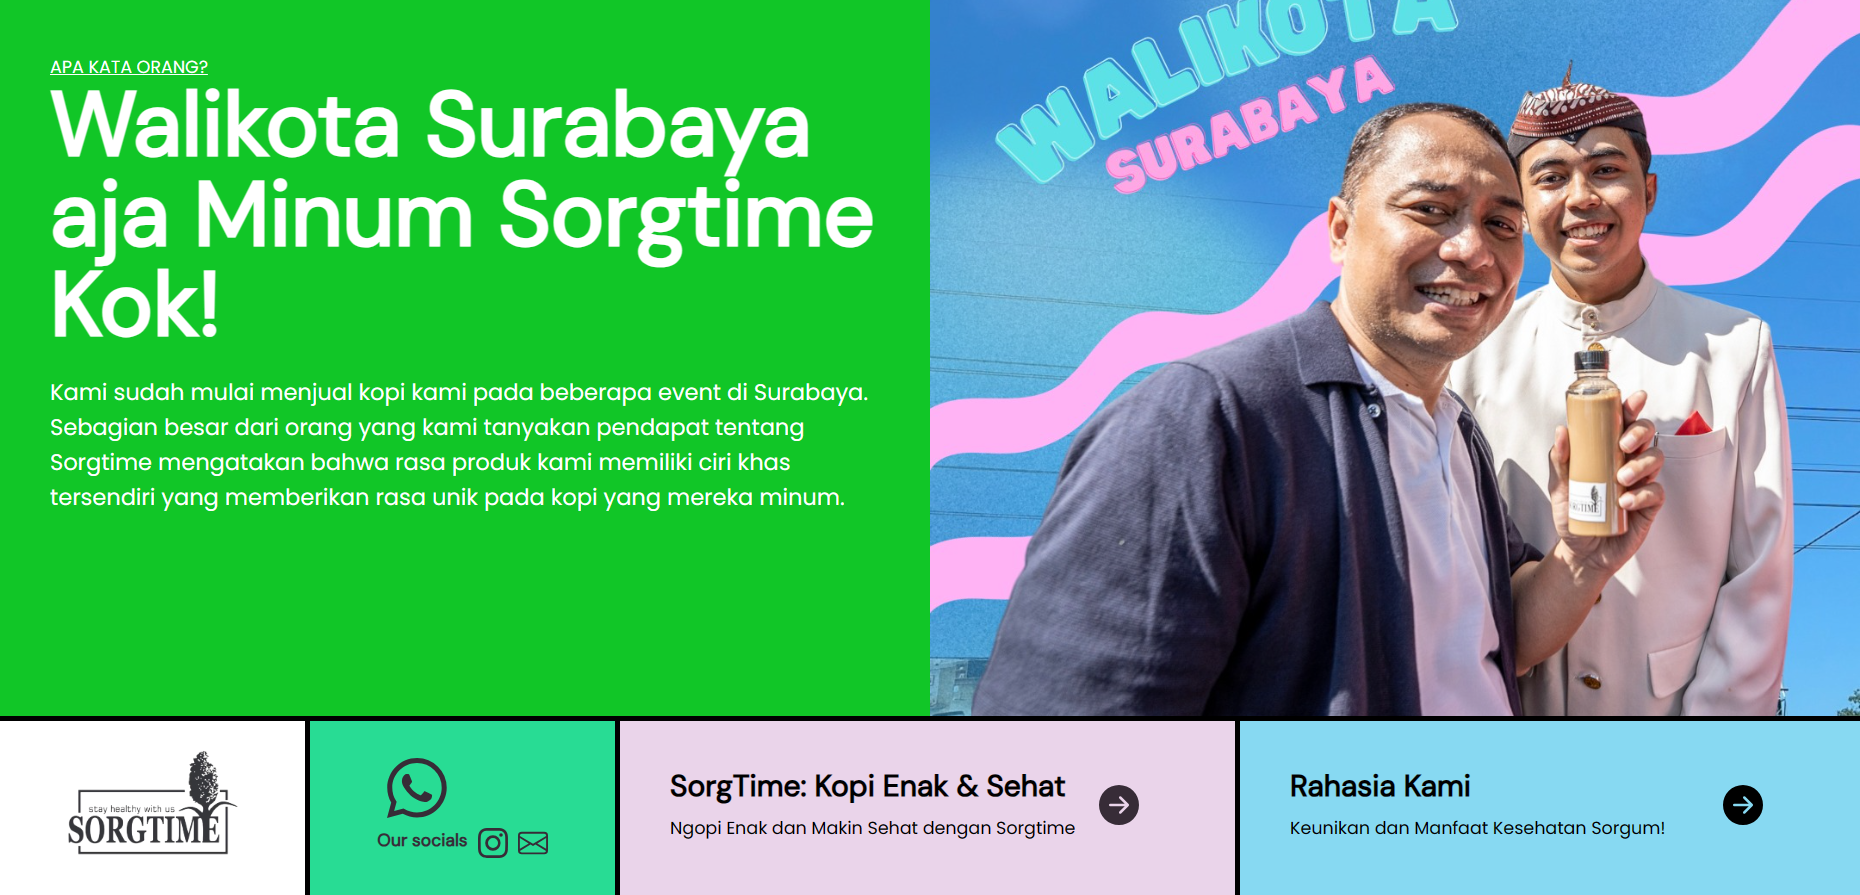 APA KATA ORANG?
Walikota Surabaya
aja Minum Sorgtime
Kok!
Kami sudah mulai menjual kopi kami pada beberapa event di Surabaya.
Sebagian besar dari orang yang kami tanyakan pendapat tentang
Sorgtime mengatakan bahwa rasa produk kami memiliki ciri khas
tersendiri yang memberikan rasa unik pada kopi yang mereka minum.
WALIKOTA
SURABAYA
stay healthy with us
SORGTIME
Our socials
SorgTime: Kopi Enak & Sehat
Ngopi Enak dan Makin Sehat dengan Sorgtime
Rahasia Kami
Keunikan dan Manfaat Kesehatan Sorgum!